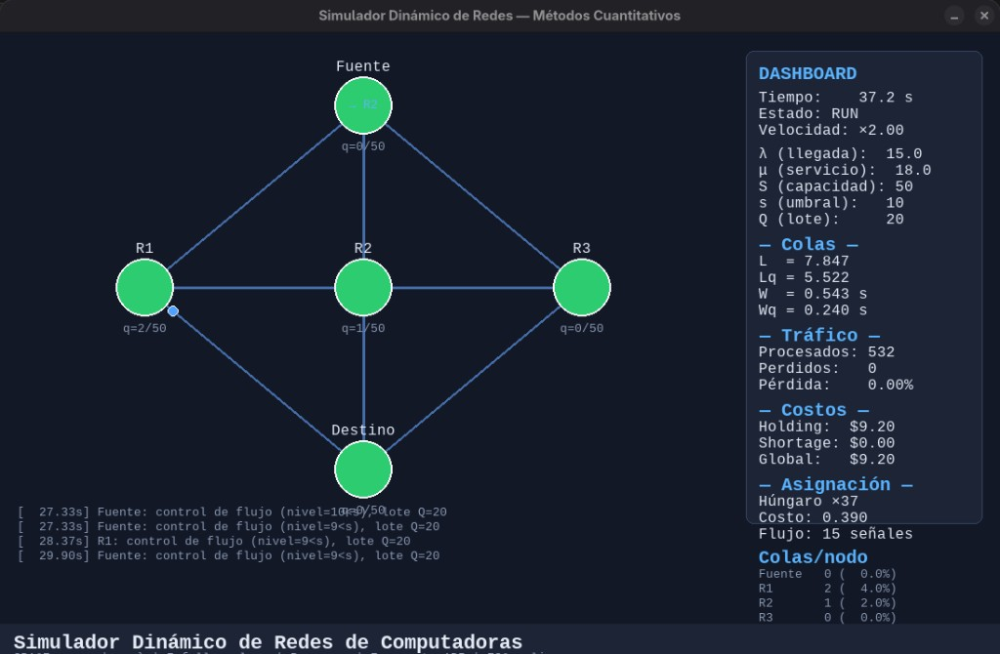 Simulador Dinámico de Redes — Métodos Cuantitativos
Fuente
→ R2
q=0/50
R1
R2
R3
q=2/50
q=1/50
q=0/50
Destino
q=0/50
[  27.33s] Fuente: control de flujo (nivel=10<s), lote Q=20
[  27.33s] Fuente: control de flujo (nivel=9<s), lote Q=20
[  28.37s] R1: control de flujo (nivel=9<s), lote Q=20
[  29.90s] Fuente: control de flujo (nivel=9<s), lote Q=20
DASHBOARD
Tiempo:    37.2 s
Estado: RUN
Velocidad: ×2.00
λ (llegada):  15.0
μ (servicio):  18.0
S (capacidad): 50
s (umbral):   10
Q (lote):     20
— Colas —
L  = 7.847
Lq = 5.522
W  = 0.543 s
Wq = 0.240 s
— Tráfico —
Procesados: 532
Perdidos:   0
Pérdida:    0.00%
— Costos —
Holding:  $9.20
Shortage: $0.00
Global:   $9.20
— Asignación —
Húngaro ×37
Costo: 0.390
Flujo: 15 señales
Colas/nodo
Fuente   0 (  0.0%)
R1       2 (  4.0%)
R2       1 (  2.0%)
R3       0 (  0.0%)
Simulador Dinámico de Redes de Computadoras